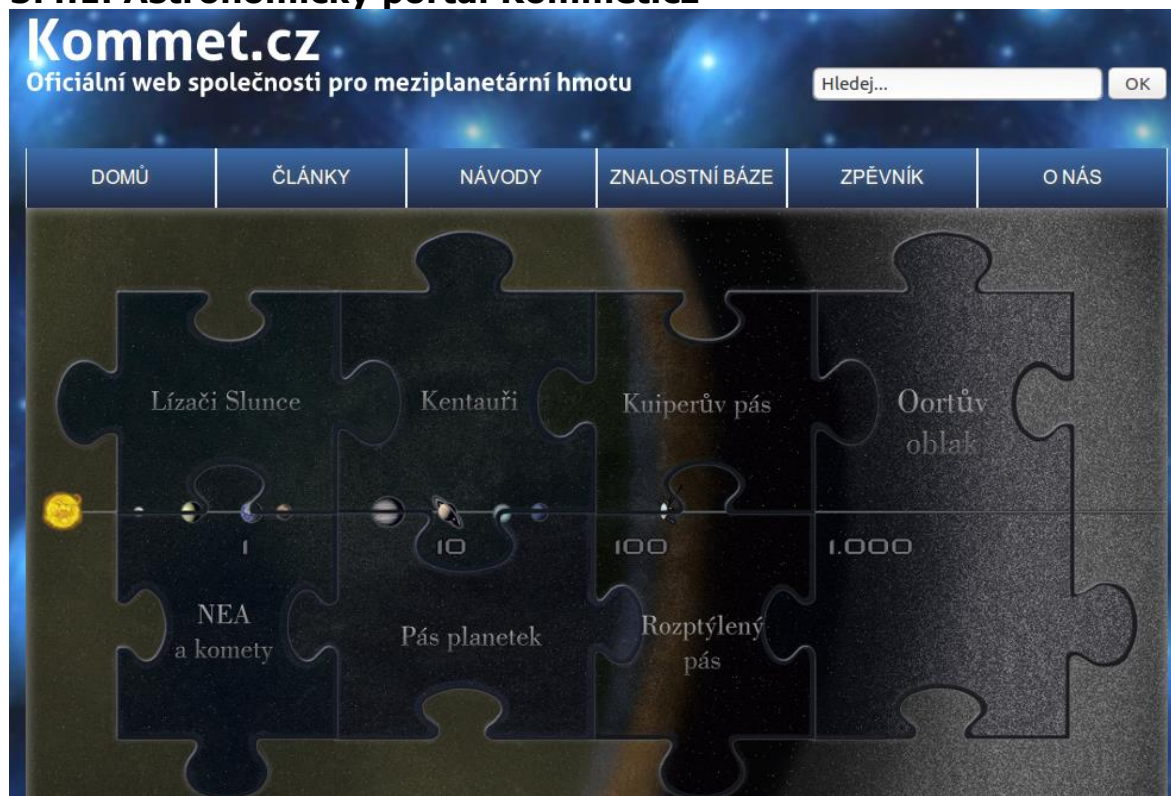 Kommet.cz
Oficiální web společnosti pro meziplanetární hmotu
Hledej...
OK
DOMŮ
ČLÁNKY
NÁVODY
ZNALOSTNÍ BÁZE
ZPĚVNÍK
O NÁS
Lízači Slunce
Kentauři
Kuiperův pás
Oortův
oblak
1
10
100
1.000
NEA
a komety
Pás planetek
Rozptýlený
pás